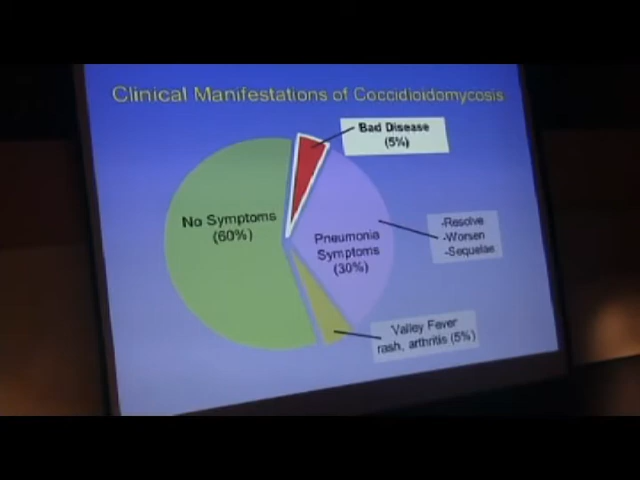 Clinical Manifestations of Coccidioidomycosis
Bad Disease
(5%)
No Symptoms
(60%)
Pneumonia
Symptoms
(30%)
-Resolve
-Worsen
-Sequelae
Valley Fever
rash, arthritis (5%)